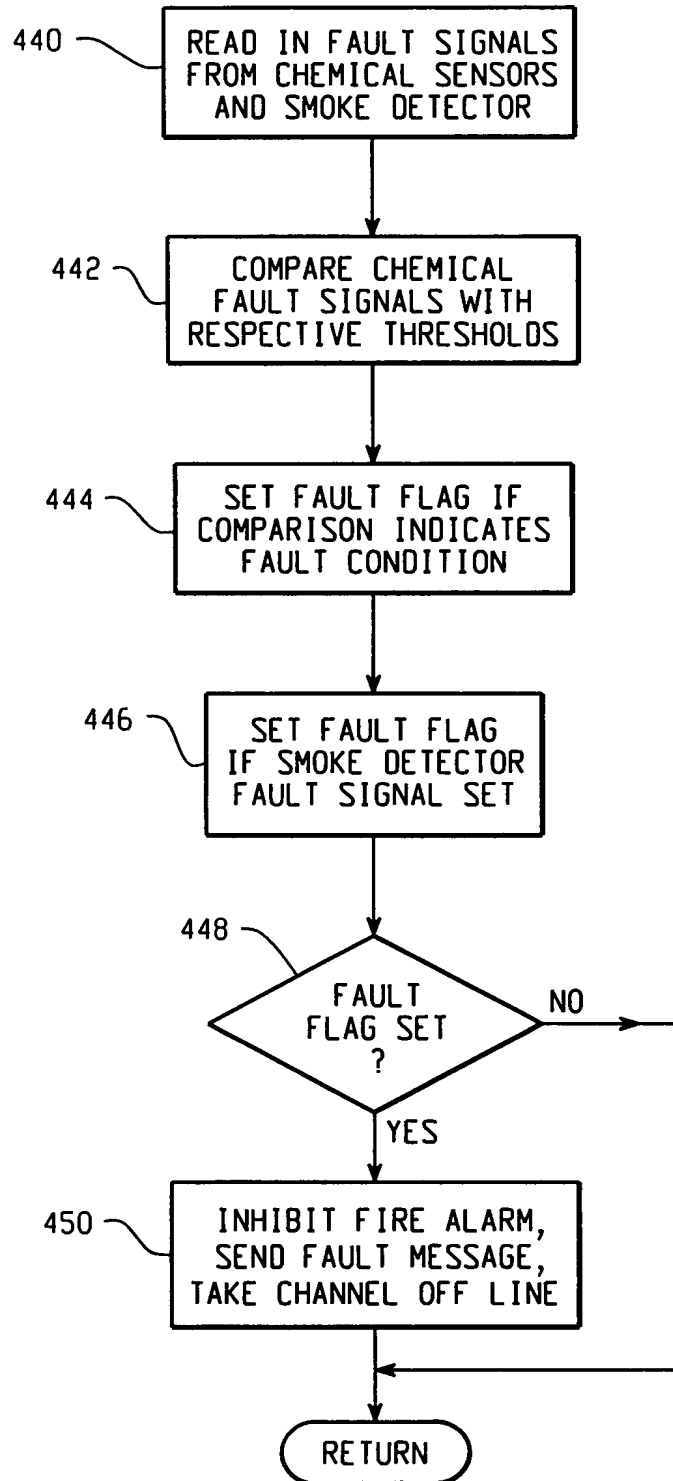 440
READ IN FAULT SIGNALS
FROM CHEMICAL SENSORS
AND SMOKE DETECTOR
442
COMPARE CHEMICAL
FAULT SIGNALS WITH
RESPECTIVE THRESHOLDS
444
SET FAULT FLAG IF
COMPARISON INDICATES
FAULT CONDITION
446
SET FAULT FLAG
IF SMOKE DETECTOR
FAULT SIGNAL SET
448
FAULT
FLAG SET
?
NO
YES
450
INHIBIT FIRE ALARM,
SEND FAULT MESSAGE,
TAKE CHANNEL OFF LINE
RETURN